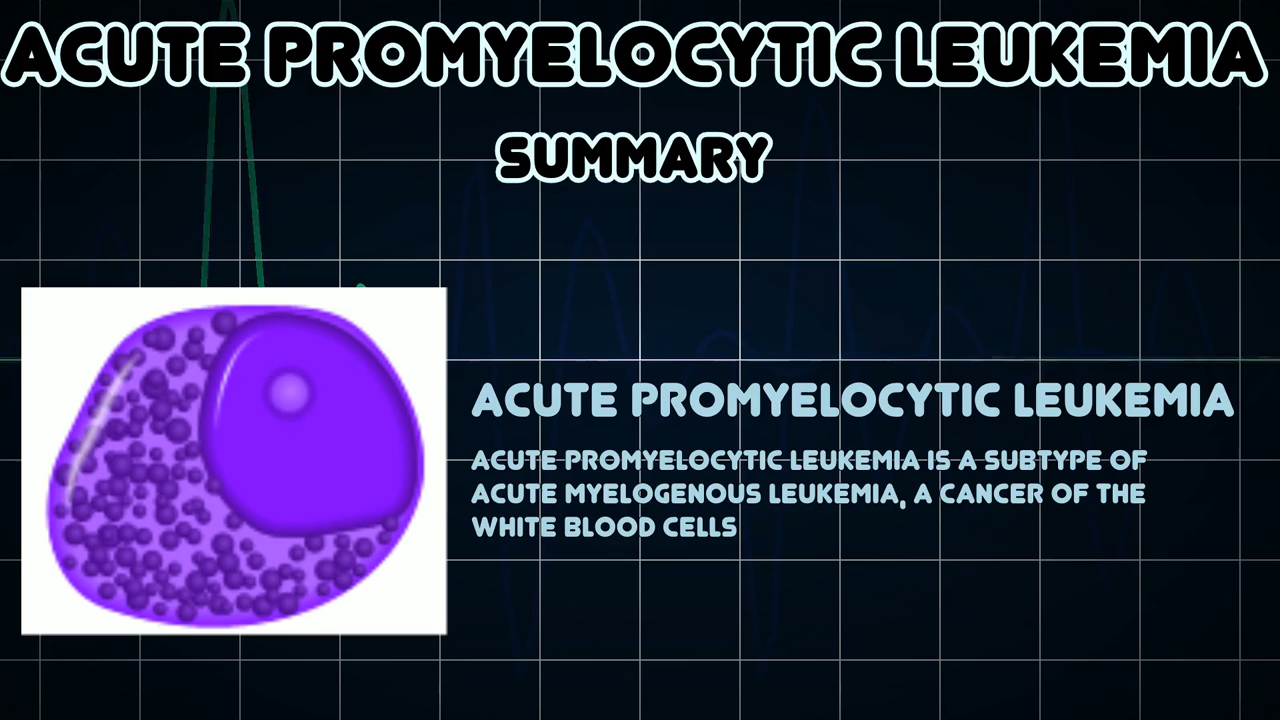 ACUTE PROMYELOCYTIC LEUKEMIA
SUMMARY
ACUTE PROMYELOCYTIC LEUKEMIA
ACUTE PROMYELOCYTIC LEUKEMIA IS A SUBTYPE OF
ACUTE MYELOGENOUS LEUKEMIA, A CANCER OF THE
WHITE BLOOD CELLS